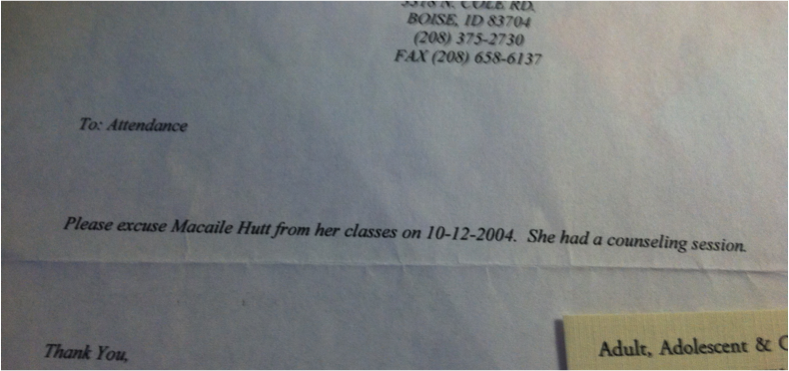 N. COLE RD.
BOISE, ID 83704
(208) 375-2730
FAX (208) 658-6137
To: Attendance
Please excuse Macaile Hutt from her classes on 10-12-2004. She had a counseling session.
Thank You,
Adult, Adolescent &